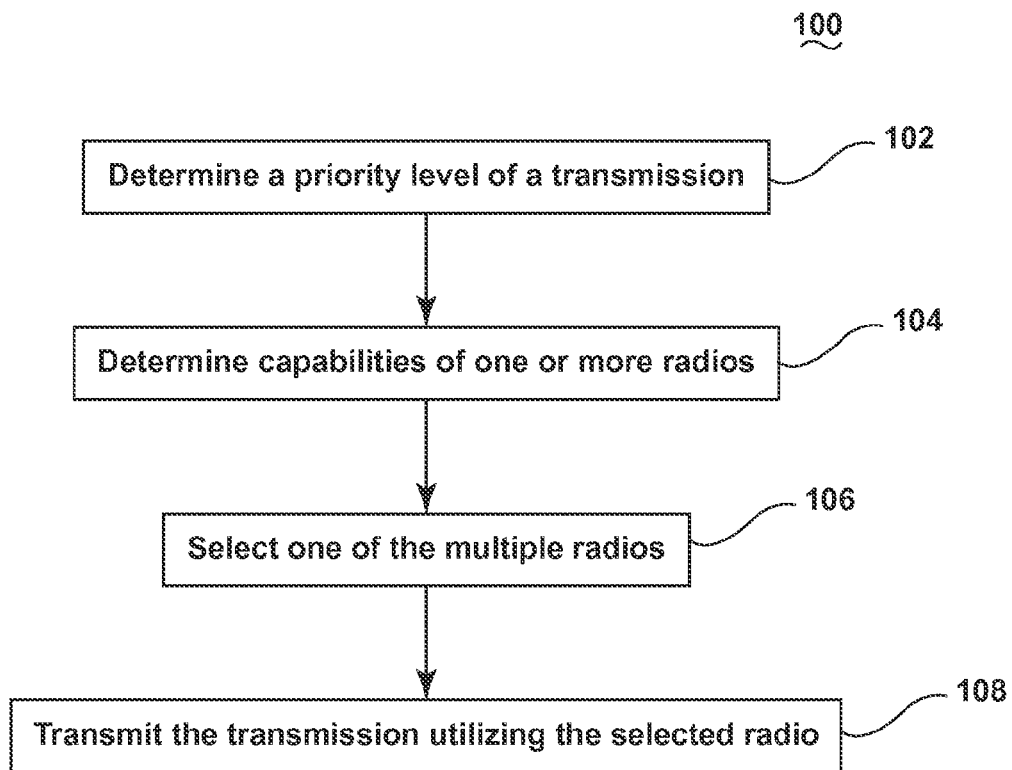 100
102
Determine a priority level of a transmission
104
Determine capabilities of one or more radios
106
Select one of the multiple radios
108
Transmit the transmission utilizing the selected radio